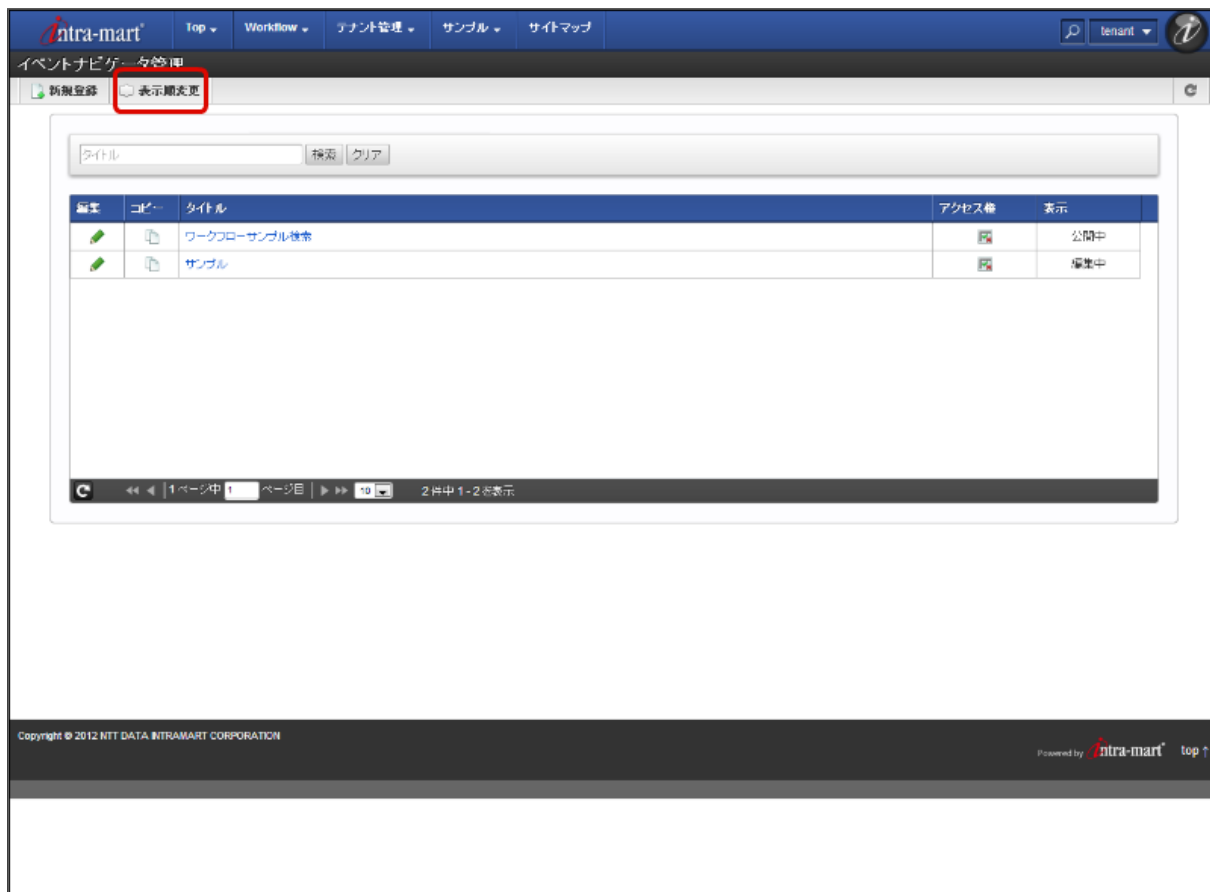 intra-mart Top Workflow テナント管理 サンプル サイトマップ tenant
イベントナビゲータ管理
新規登録 表示順変更
タイトル 検索 クリア
編集 コピー タイトル アクセス権 表示
ワークフローサンプル検索 公開中
サンプル 編集中
1ページ中 1 ページ目 10 2件中 1 - 2 を表示
Copyright © 2012 NTT DATA INTRAMART CORPORATION
Powered by intra-mart top ↑